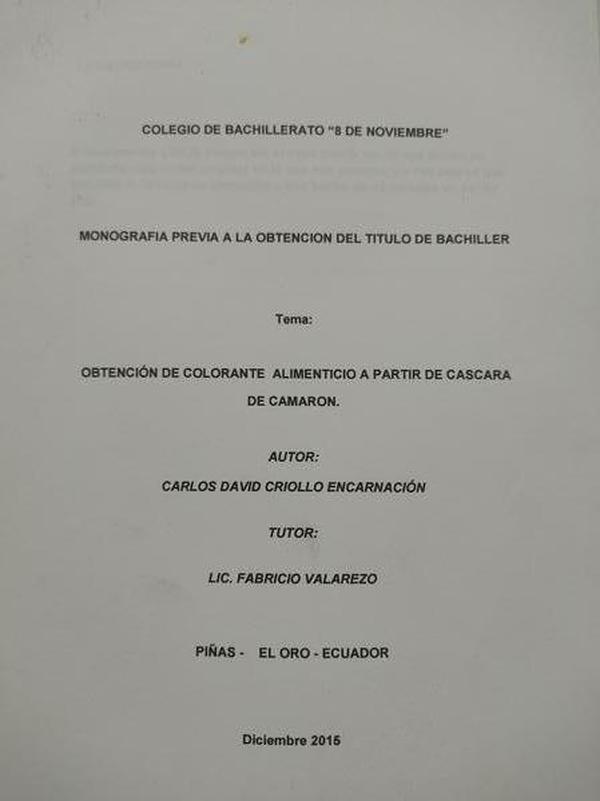 COLEGIO DE BACHILLERATO "8 DE NOVIEMBRE"
MONOGRAFIA PREVIA A LA OBTENCION DEL TITULO DE BACHILLER
Tema:
OBTENCIÓN DE COLORANTE ALIMENTICIO A PARTIR DE CASCARA
DE CAMARON.
AUTOR:
CARLOS DAVID CRIOLLO ENCARNACIÓN
TUTOR:
LIC. FABRICIO VALAREZO
PIÑAS - EL ORO - ECUADOR
Diciembre 2015